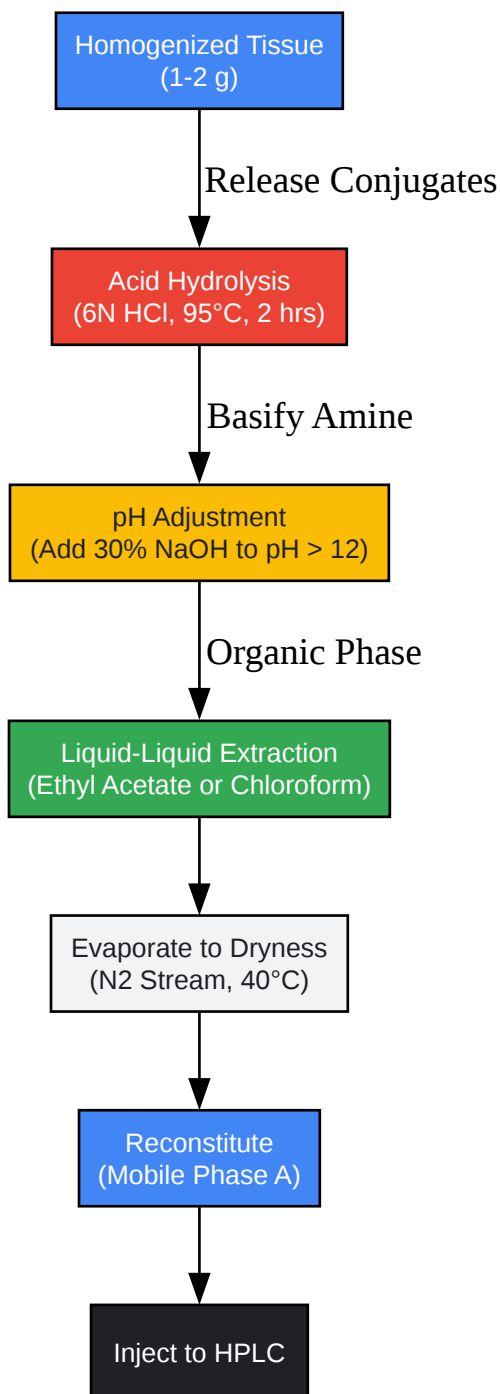 Homogenized Tissue
(1-2 g)
Release Conjugates
Acid Hydrolysis
(6N HCl, 95°C, 2 hrs)
Basify Amine
pH Adjustment
(Add 30% NaOH to pH > 12)
Organic Phase
Liquid-Liquid Extraction
(Ethyl Acetate or Chloroform)
Evaporate to Dryness
(N2 Stream, 40°C)
Reconstitute
(Mobile Phase A)
Inject to HPLC